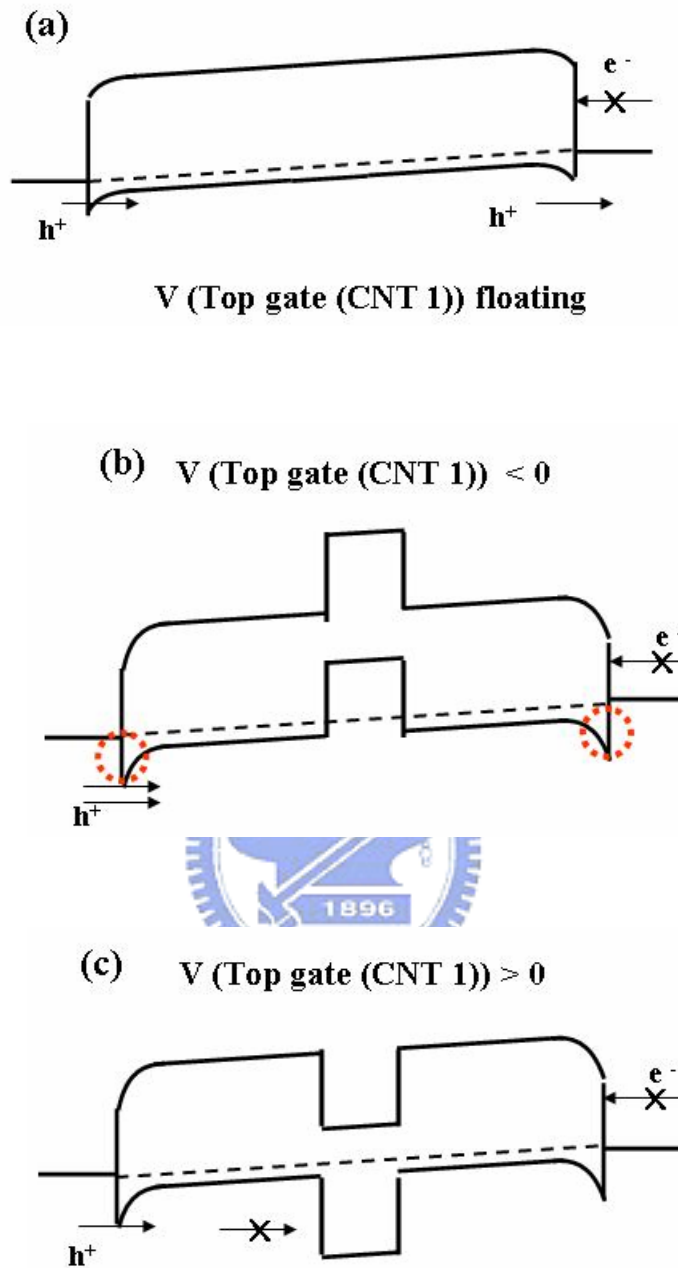 (a)
e -
h+
h+
V (Top gate (CNT 1)) floating
(b) V (Top gate (CNT 1)) < 0
e
h+
1896
(c) V (Top gate (CNT 1)) > 0
e -
h+